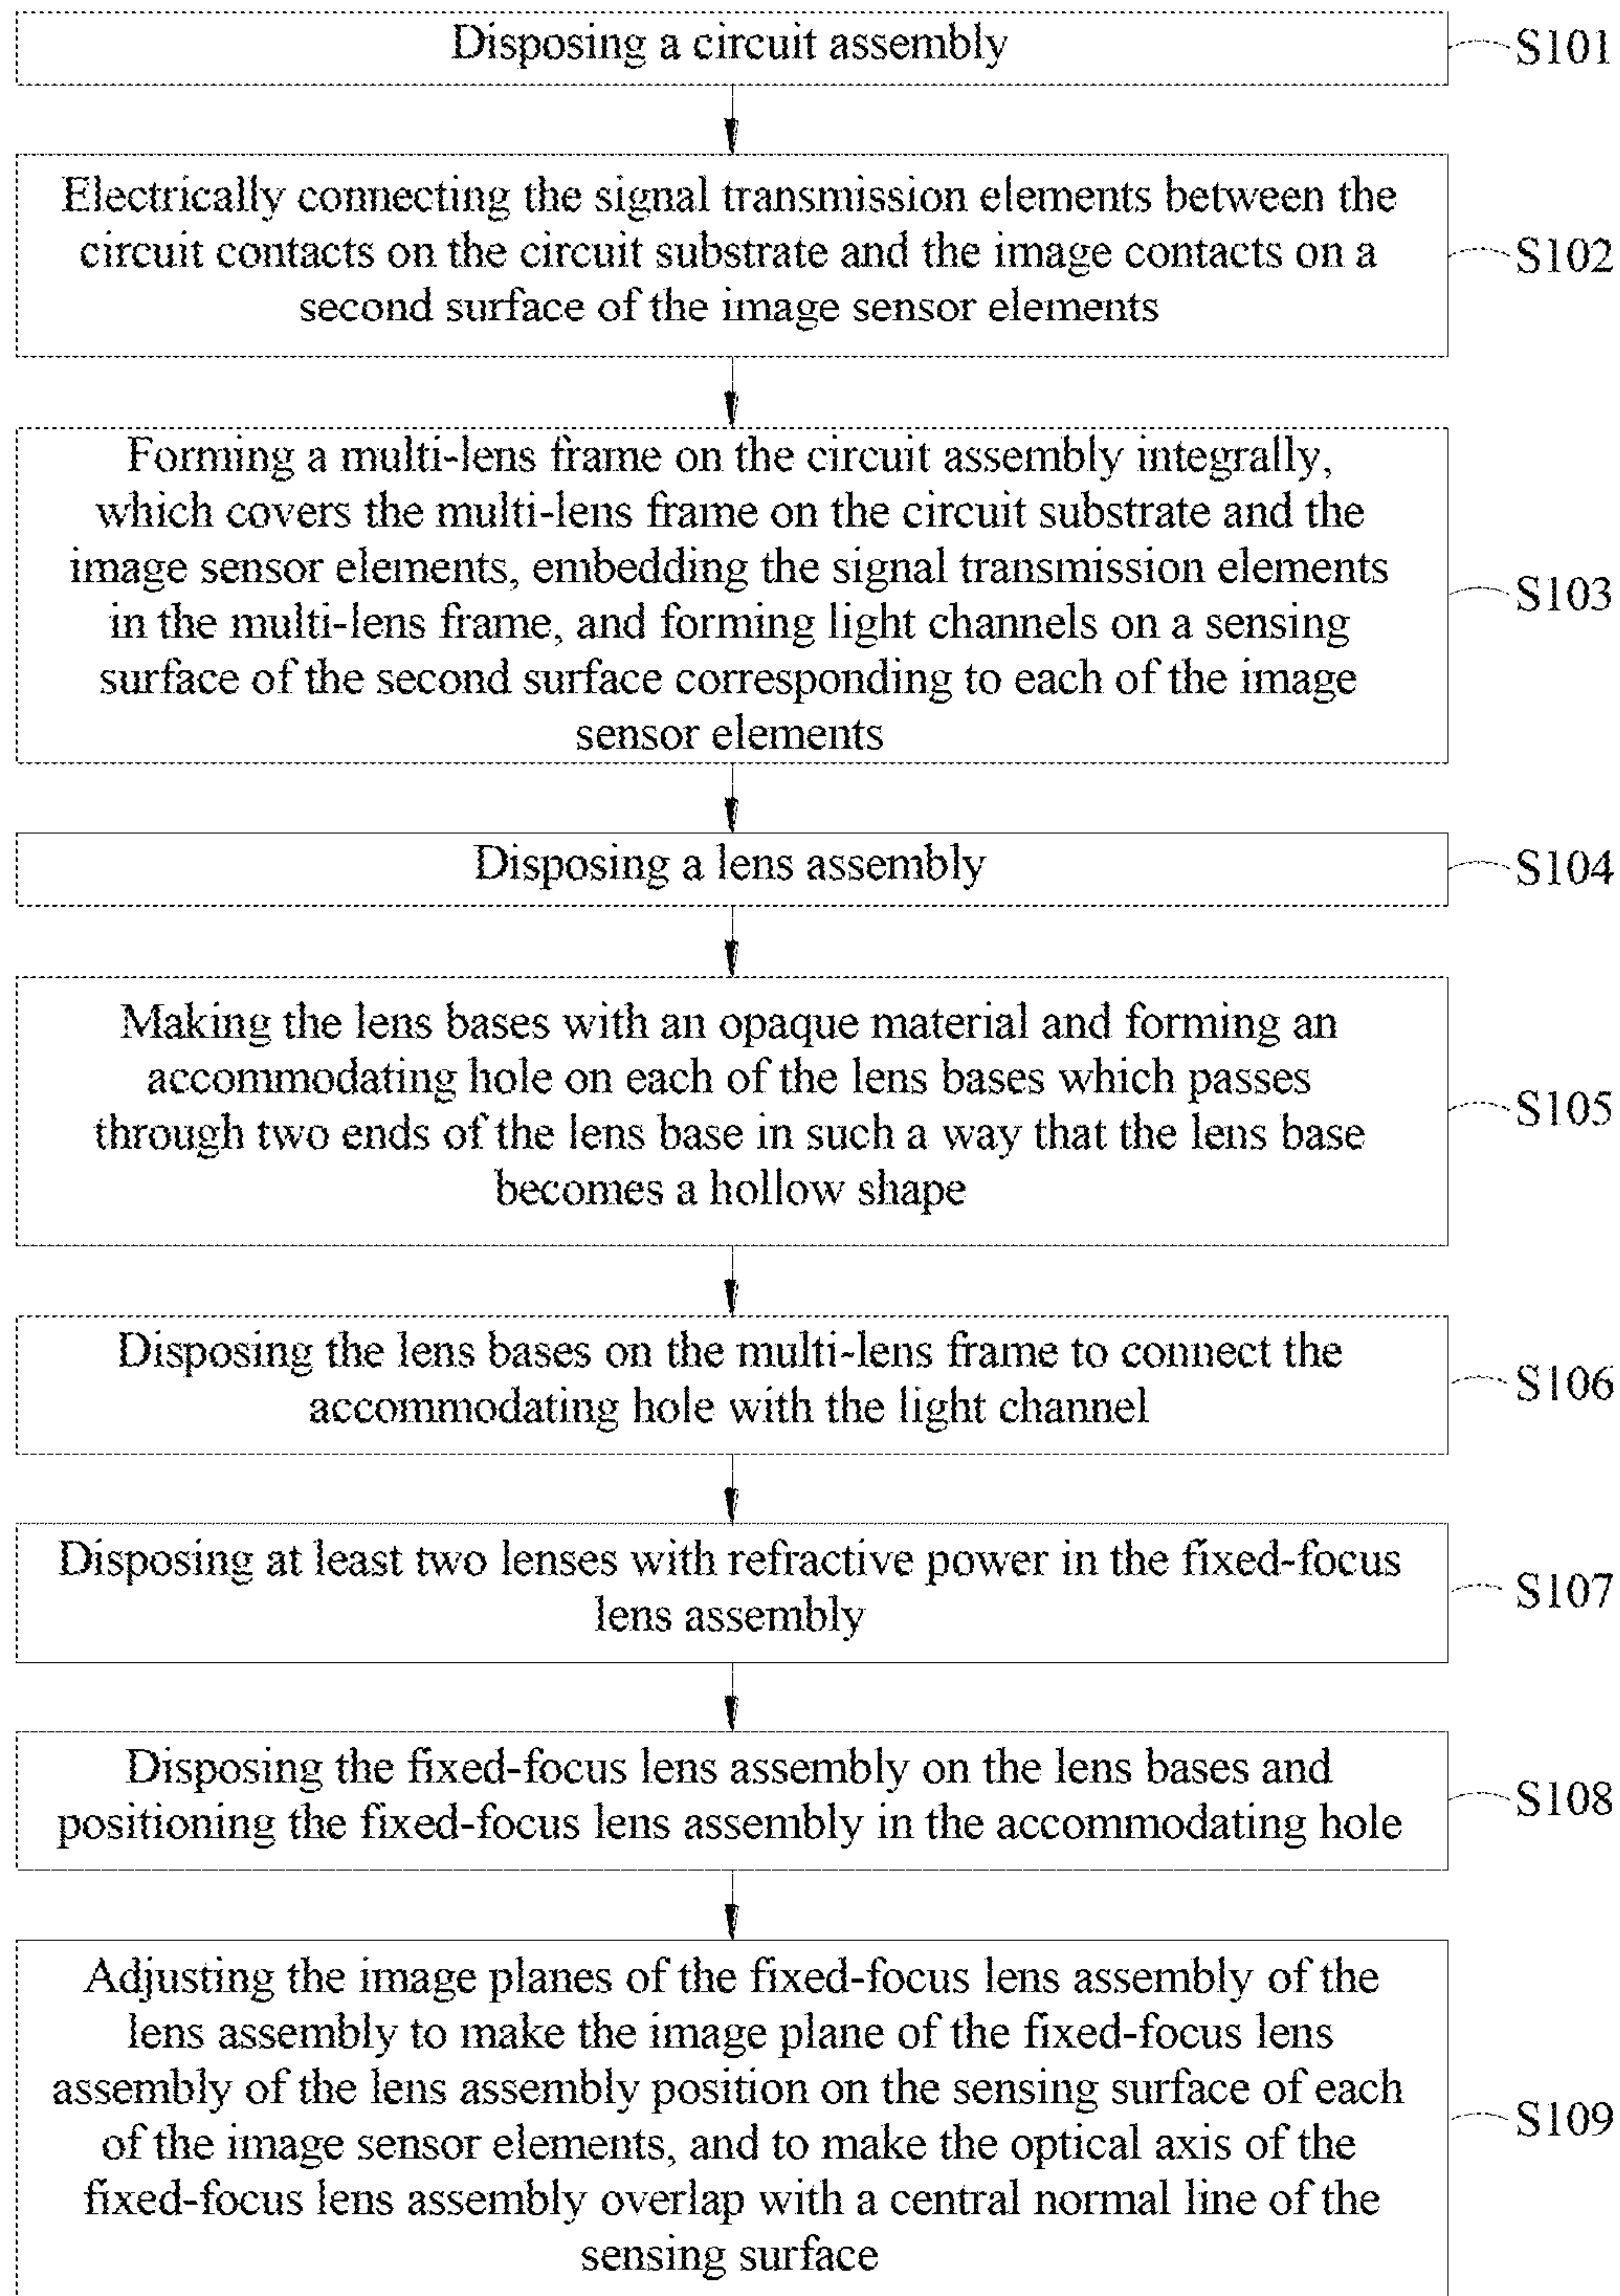 Disposing a circuit assembly
S101
Electrically connecting the signal transmission elements between the
circuit contacts on the circuit substrate and the image contacts on a
second surface of the image sensor elements
S102
Forming a multi-lens frame on the circuit assembly integrally,
which covers the multi-lens frame on the circuit substrate and the
image sensor elements, embedding the signal transmission elements
in the multi-lens frame, and forming light channels on a sensing
surface of the second surface corresponding to each of the image
sensor elements
S103
Disposing a lens assembly
S104
Making the lens bases with an opaque material and forming an
accommodating hole on each of the lens bases which passes
through two ends of the lens base in such a way that the lens base
becomes a hollow shape
S105
Disposing the lens bases on the multi-lens frame to connect the
accommodating hole with the light channel
S106
Disposing at least two lenses with refractive power in the fixed-focus
lens assembly
S107
Disposing the fixed-focus lens assembly on the lens bases and
positioning the fixed-focus lens assembly in the accommodating hole
S108
Adjusting the image planes of the fixed-focus lens assembly of the
lens assembly to make the image plane of the fixed-focus lens
assembly of the lens assembly position on the sensing surface of each
of the image sensor elements, and to make the optical axis of the
fixed-focus lens assembly overlap with a central normal line of the
sensing surface
S109